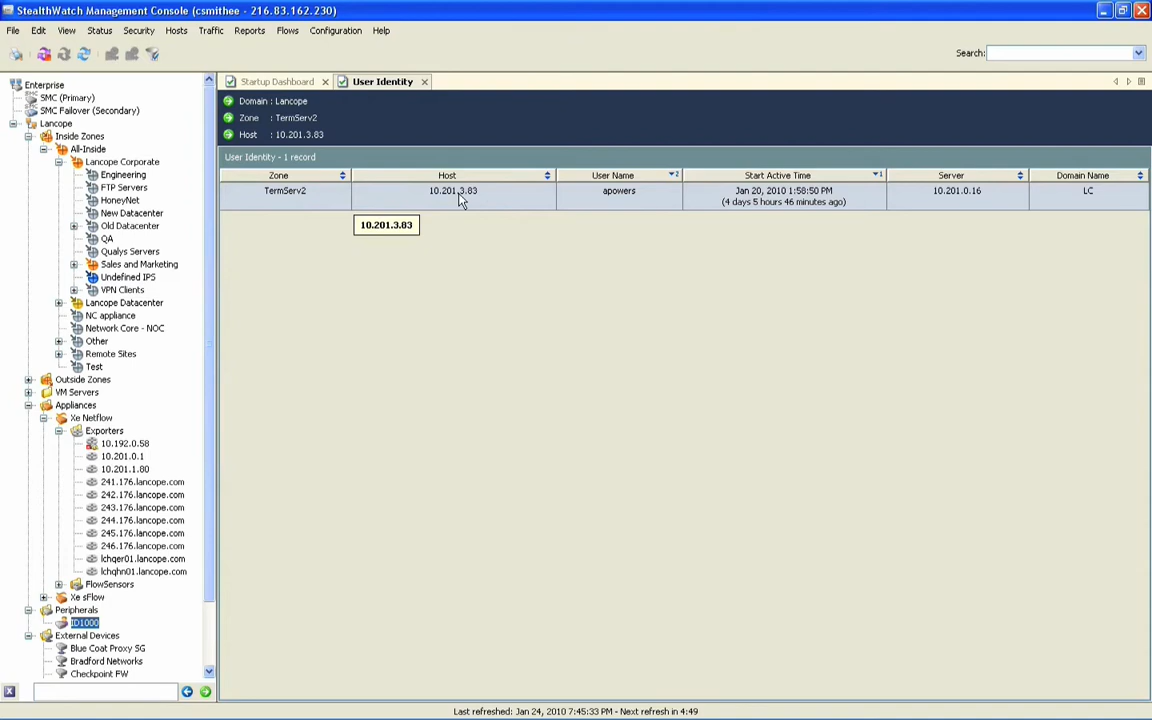 StealthWatch Management Console (csmithee - 216.83.162.230)
File Edit View Status Security Hosts Traffic Reports Flows Configuration Help
Search:
Enterprise
SMC (Primary)
SMC Failover (Secondary)
Lancope
Inside Zones
All-Inside
Lancope Corporate
Engineering
FTP Servers
HoneyNet
New Datacenter
Old Datacenter
QA
Qualys Servers
Sales and Marketing
Undefined IPS
VPN Clients
Lancope Datacenter
NC appliance
Network Core - NOC
Other
Remote Sites
Test
Outside Zones
VM Servers
Appliances
Xe Netflow
Exporters
10.192.0.58
10.201.0.1
10.201.1.80
241.176.lancope.com
242.176.lancope.com
243.176.lancope.com
244.176.lancope.com
245.176.lancope.com
246.176.lancope.com
lchqer01.lancope.com
lchqhn01.lancope.com
FlowSensors
Xe sFlow
Peripherals
ID1000
External Devices
Blue Coat Proxy SG
Bradford Networks
Checkpoint FW
Startup Dashboard User Identity
Domain : Lancope
Zone : TermServ2
Host : 10.201.3.83
User Identity - 1 record
Zone Host User Name 2 Start Active Time 1 Server Domain Name
TermServ2 10.201.3.83 apowers Jan 20, 2010 1:58:50 PM 10.201.0.16 LC
(4 days 5 hours 46 minutes ago)
10.201.3.83
Last refreshed: Jan 24, 2010 7:45:33 PM - Next refresh in 4:49